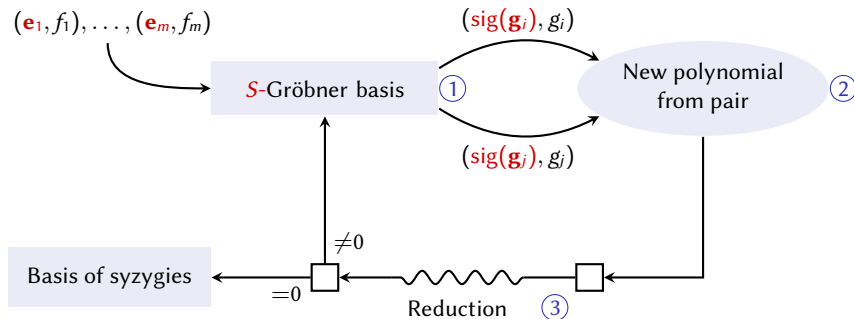 (e₁, f₁), . . . , (eₘ, fₘ)
(sig(gᵢ), gᵢ)
S-Gröbner basis ①
New polynomial
from pair ②
(sig(gⱼ), gⱼ)
≠0
Basis of syzygies
=0
Reduction ③